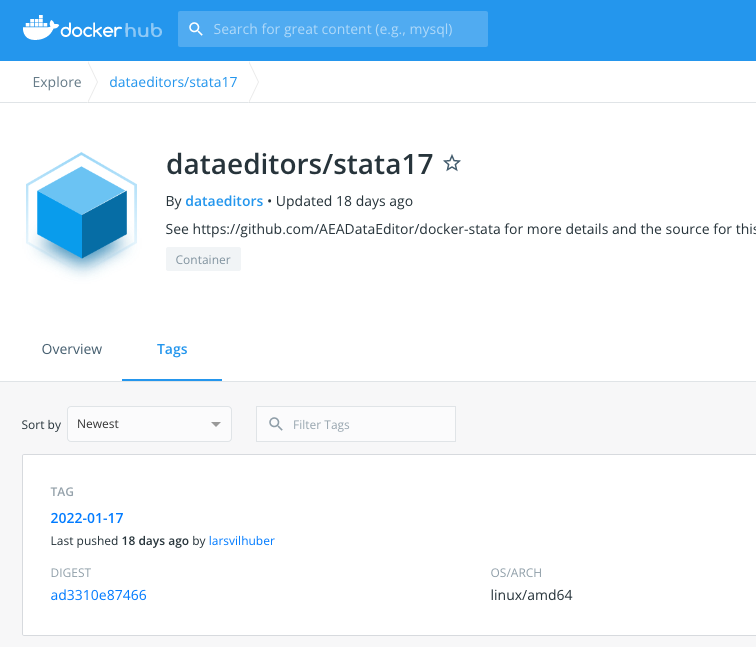 docker hub
Search for great content (e.g., mysql)
Explore
dataeditors/stata17
dataeditors/stata17
By dataeditors • Updated 18 days ago
See https://github.com/AEADataEditor/docker-stata for more details and the source for this
Container
Overview
Tags
Sort by
Newest
Filter Tags
TAG
2022-01-17
Last pushed 18 days ago by larsvilhuber
DIGEST
OS/ARCH
ad3310e87466
linux/amd64